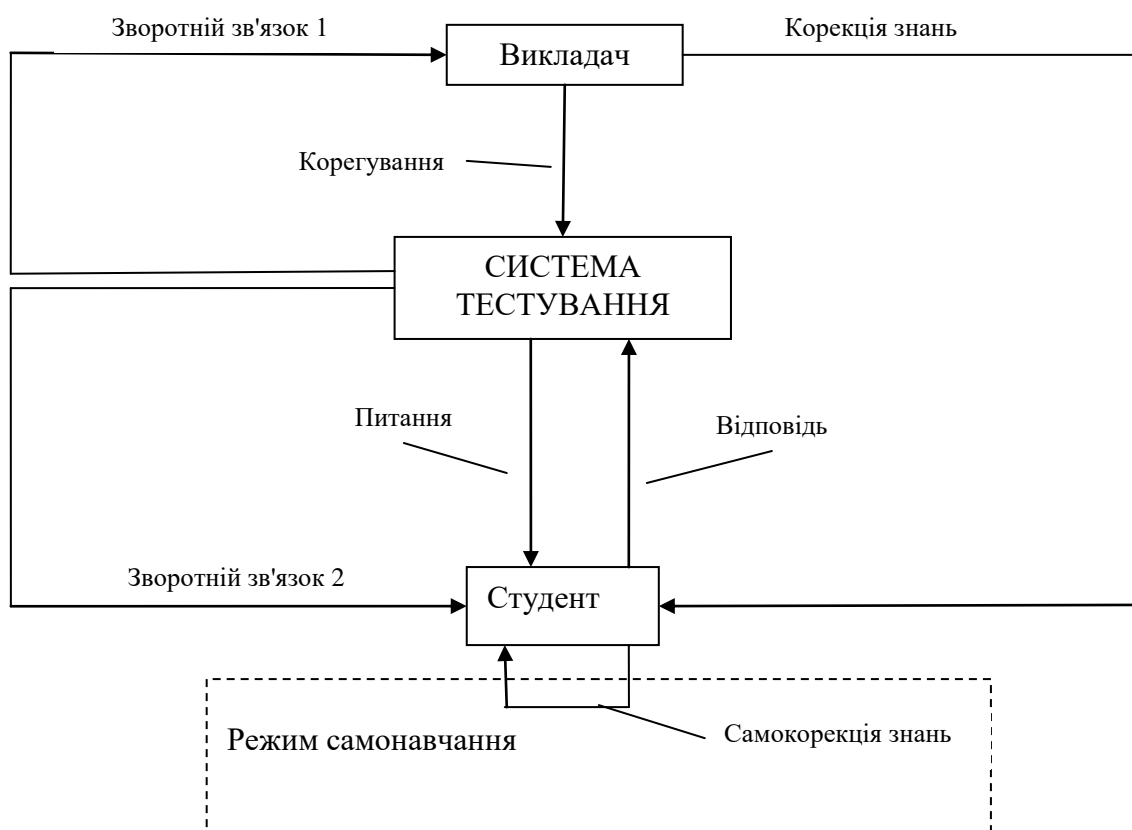 Зворотній зв'язок 1
Викладач
Корекція знань
Корегування
СИСТЕМА
ТЕСТУВАННЯ
Питання
Відповідь
Зворотній зв'язок 2
Студент
Режим самонавчання
Самокорекція знань